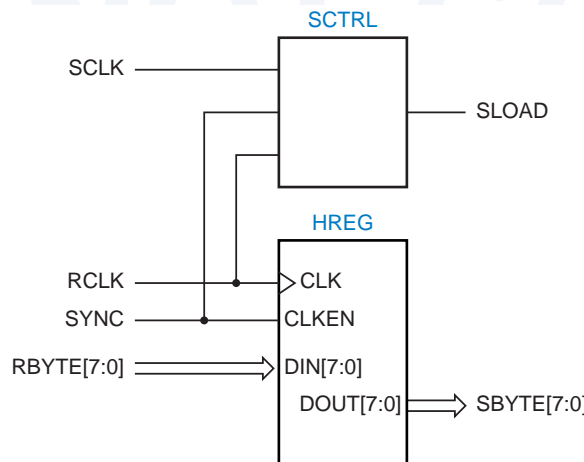 SCTRL
SCLK
SLOAD
HREG
RCLK
CLK
SYNC
CLKEN
RBYTE[7:0]
DIN[7:0]
DOUT[7:0]
SBYTE[7:0]